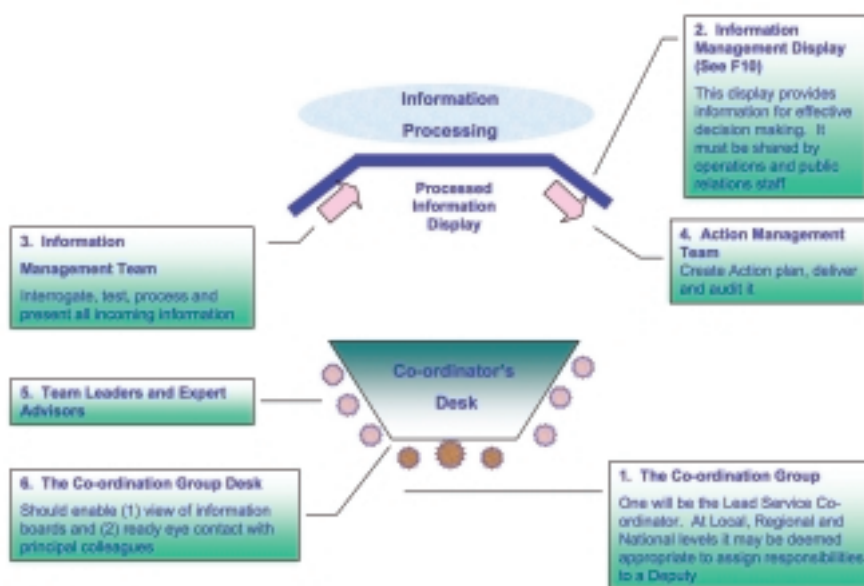 2. Information
Management Display
(See F10)
This display provides
information for effective
decision making. It
must be shared by
operations and public
relations staff
Information
Processing
Processed
Information
Display
3. Information
Management Team
Interrogate, test, process and
present all incoming information
4. Action Management
Team
Create Action plan, deliver
and audit it
Co-ordinator's
Desk
5. Team Leaders and Expert
Advisors
6. The Co-ordination Group Desk
Should enable (1) view of information
boards and (2) ready eye contact with
principal colleagues
1. The Co-ordination Group
One will be the Lead Service Co-
ordinator. At Local, Regional and
National levels it may be deemed
appropriate to assign responsibilities
to a Deputy